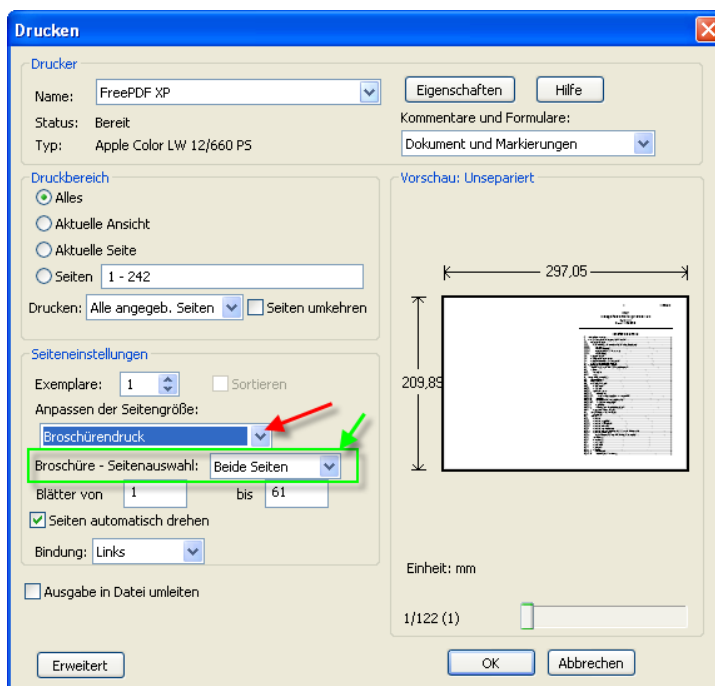 Drucken
Drucker
Name: FreePDF XP
Eigenschaften Hilfe
Status: Bereit
Kommentare und Formulare:
Typ: Apple Color LW 12/660 PS
Dokument und Markierungen
Druckbereich
Alles
Aktuelle Ansicht
Aktuelle Seite
Seiten 1 - 242
Drucken: Alle angegeb. Seiten Seiten umkehren
Seiteneinstellungen
Exemplare: 1 Sortieren
Anpassen der Seitengröße:
Broschürendruck
Broschüre - Seitenauswahl: Beide Seiten
Blätter von 1 bis 61
Seiten automatisch drehen
Bindung: Links
Ausgabe in Datei umleiten
Erweitert
Vorschau: Unsepariert
297,05
209,89
Einheit: mm
1/122 (1)
OK Abbrechen